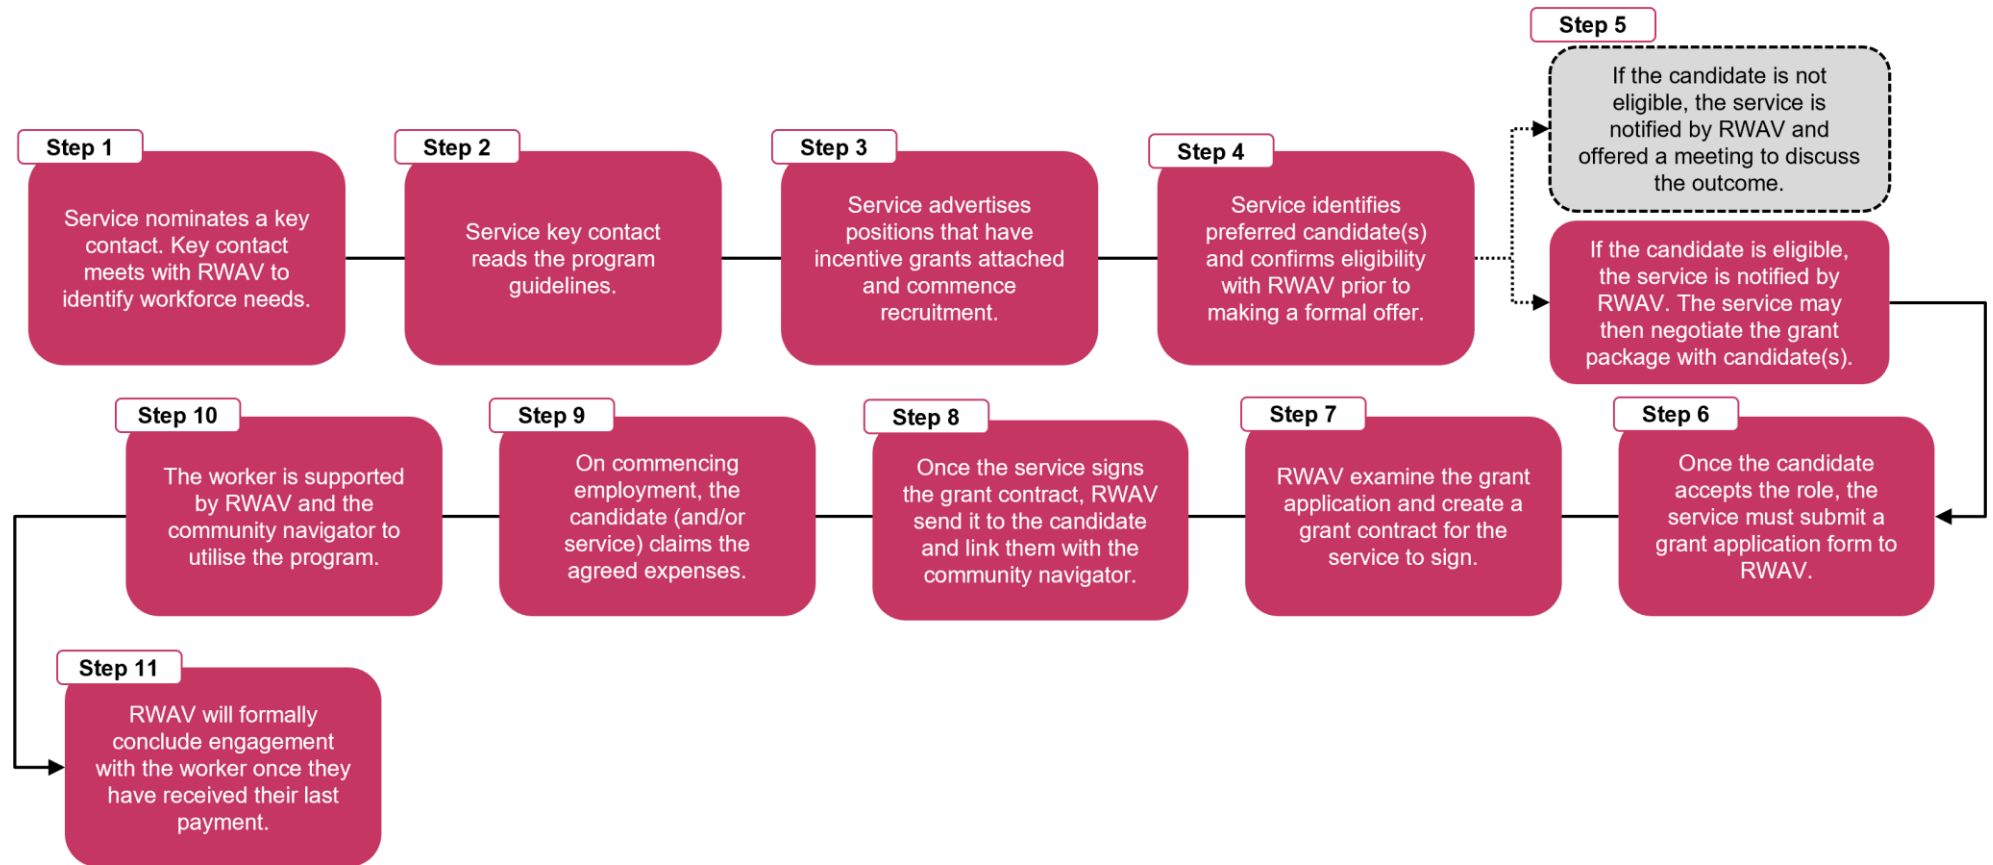 Step 1
Service nominates a key
contact. Key contact
meets with RWAV to
identify workforce needs.
Step 2
Service key contact
reads the program
guidelines.
Step 3
Service advertises
positions that have
incentive grants attached
and commence
recruitment.
Step 4
Service identifies
preferred candidate(s)
and confirms eligibility
with RWAV prior to
making a formal offer.
Step 5
If the candidate is not
eligible, the service is
notified by RWAV and
offered a meeting to discuss
the outcome.
If the candidate is eligible,
the service is notified by
RWAV. The service may
then negotiate the grant
package with candidate(s).
Step 6
Once the candidate
accepts the role, the
service must submit a
grant application form to
RWAV.
Step 7
RWAV examine the grant
application and create a
grant contract for the
service to sign.
Step 8
Once the service signs
the grant contract, RWAV
send it to the candidate
and link them with the
community navigator.
Step 9
On commencing
employment, the
candidate (and/or
service) claims the
agreed expenses.
Step 10
The worker is supported
by RWAV and the
community navigator to
utilise the program.
Step 11
RWAV will formally
conclude engagement
with the worker once they
have received their last
payment.